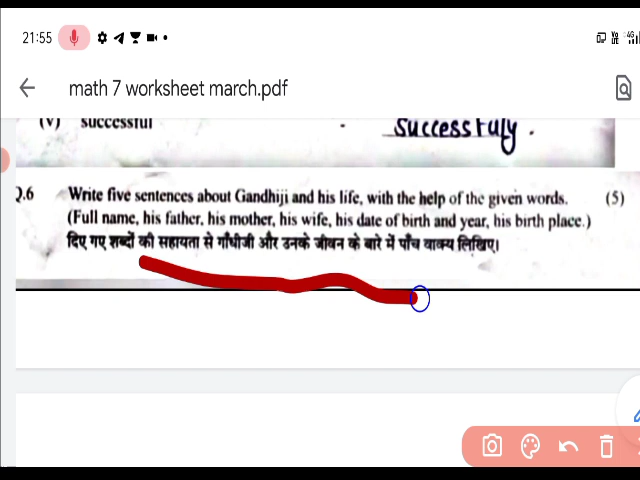 21:55
math 7 worksheet march.pdf
(v) successful - Successfuly.
Q.6 Write five sentences about Gandhiji and his life, with the help of the given words. (5)
(Full name, his father, his mother, his wife, his date of birth and year, his birth place.)
दिए गए शब्दों की सहायता से गाँधीजी और उनके जीवन के बारे में पाँच वाक्य लिखिए।